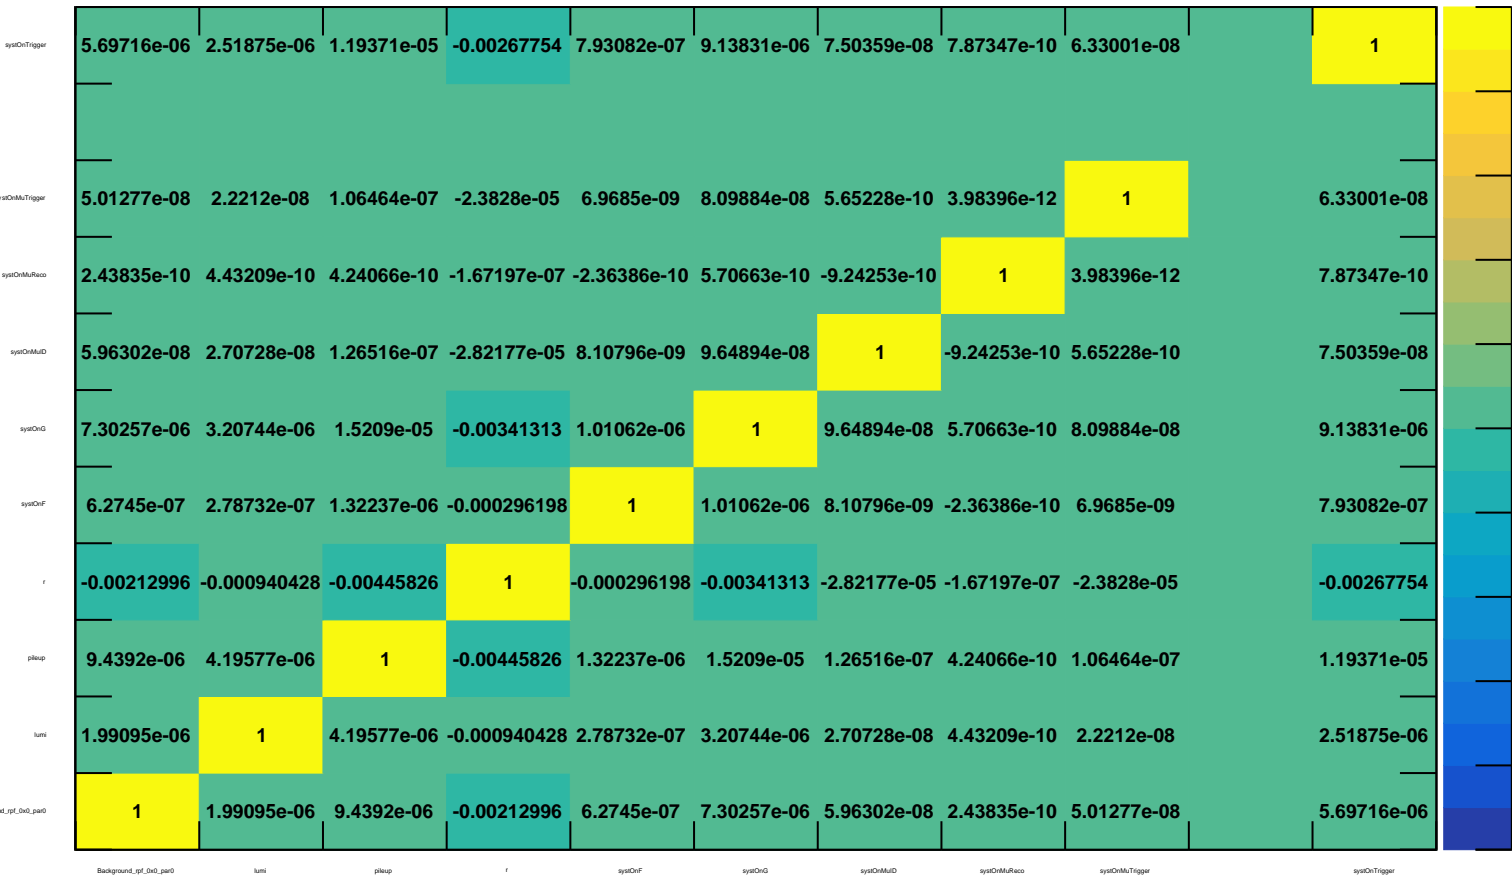 systOnTrigger 5.69716e-06 2.51875e-06 1.19371e-05 -0.00267754 7.93082e-07 9.13831e-06 7.50359e-08 7.87347e-10 6.33001e-08 1
stOnMuTrigger 5.01277e-08 2.2212e-08 1.06464e-07 -2.3828e-05 6.9685e-09 8.09884e-08 5.65228e-10 3.98396e-12 1 6.33001e-08
systOnMuReco 2.43835e-10 4.43209e-10 4.24066e-10 -1.67197e-07 -2.36386e-10 5.70663e-10 -9.24253e-10 1 3.98396e-12 7.87347e-10
systOnMuID 5.96302e-08 2.70728e-08 1.26516e-07 -2.82177e-05 8.10796e-09 9.64894e-08 1 -9.24253e-10 5.65228e-10 7.50359e-08
systOnG 7.30257e-06 3.20744e-06 1.5209e-05 -0.00341313 1.01062e-06 1 9.64894e-08 5.70663e-10 8.09884e-08 9.13831e-06
systOnF 6.2745e-07 2.78732e-07 1.32237e-06 -0.000296198 1 1.01062e-06 8.10796e-09 -2.36386e-10 6.9685e-09 7.93082e-07
r -0.00212996 -0.000940428 -0.00445826 1 -0.000296198 -0.00341313 -2.82177e-05 -1.67197e-07 -2.3828e-05 -0.00267754
pileup 9.4392e-06 4.19577e-06 1 -0.00445826 1.32237e-06 1.5209e-05 1.26516e-07 4.24066e-10 1.06464e-07 1.19371e-05
lumi 1.99095e-06 1 4.19577e-06 -0.000940428 2.78732e-07 3.20744e-06 2.70728e-08 4.43209e-10 2.2212e-08 2.51875e-06
d_rpf_0x0_par0 1 1.99095e-06 9.4392e-06 -0.00212996 6.2745e-07 7.30257e-06 5.96302e-08 2.43835e-10 5.01277e-08 5.69716e-06
Background_rpf_0x0_par0 lumi pileup r systOnF systOnG systOnMuID systOnMuReco systOnMuTrigger systOnTrigger